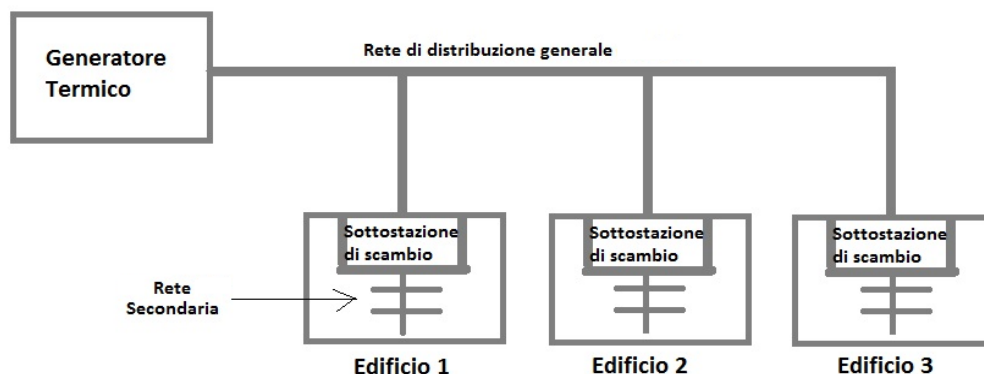 Generatore
Termico
Rete di distribuzione generale
Sottostazione
di scambio
Sottostazione
di scambio
Sottostazione
di scambio
Rete
Secondaria
Edificio 1
Edificio 2
Edificio 3